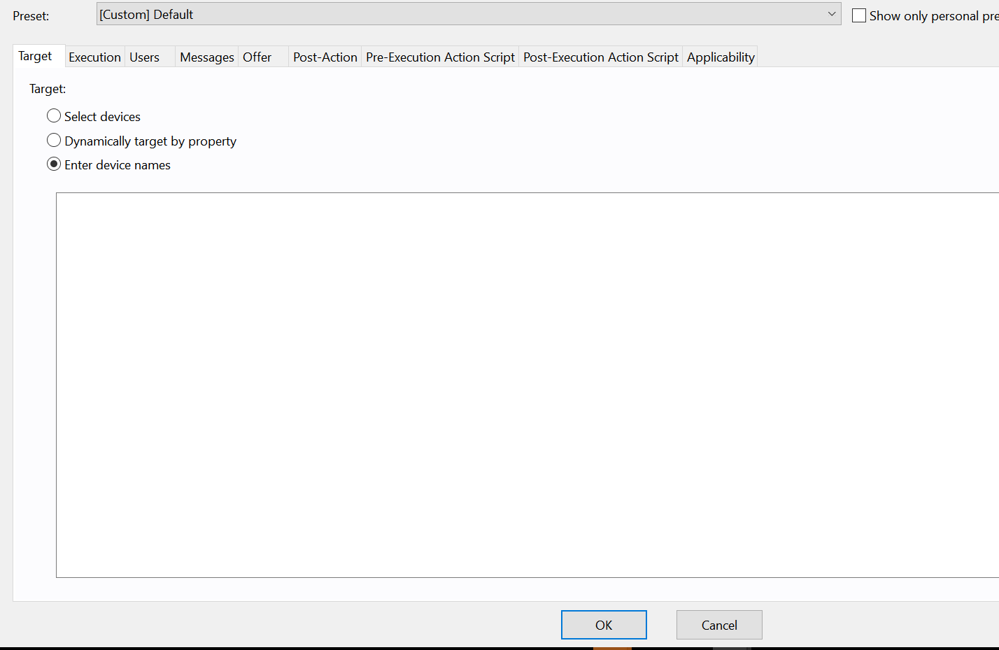 Preset:
[Custom] Default
Show only personal pre
Target Execution Users Messages Offer Post-Action Pre-Execution Action Script Post-Execution Action Script Applicability
Target:
Select devices
Dynamically target by property
Enter device names
OK Cancel